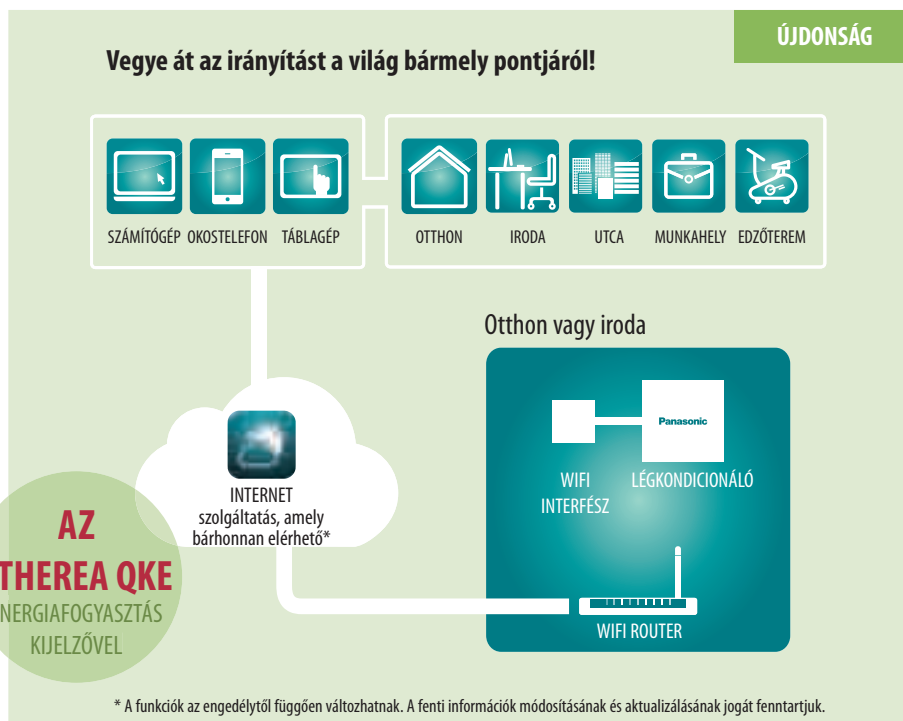 ÚJDONSÁG
Vegye át az irányítást a világ bármely pontjáról!
SZÁMÍTÓGÉP OKOSTELEFON TÁBLAGÉP
OTTHON IRODA UTCA MUNKAHELY EDZŐTEREM
Otthon vagy iroda
Panasonic
WIFI
INTERFÉSZ
LÉGKONDICIONÁLÓ
INTERNET
szolgáltatás, amely
bárhonnan elérhető*
WIFI ROUTER
AZ
THEREA QKE
NERGIAFOGYASZTÁS
KIJELZŐVEL
* A funkciók az engedélytől függően változhatnak. A fenti információk módosításának és aktualizálásának jogát fenntartjuk.